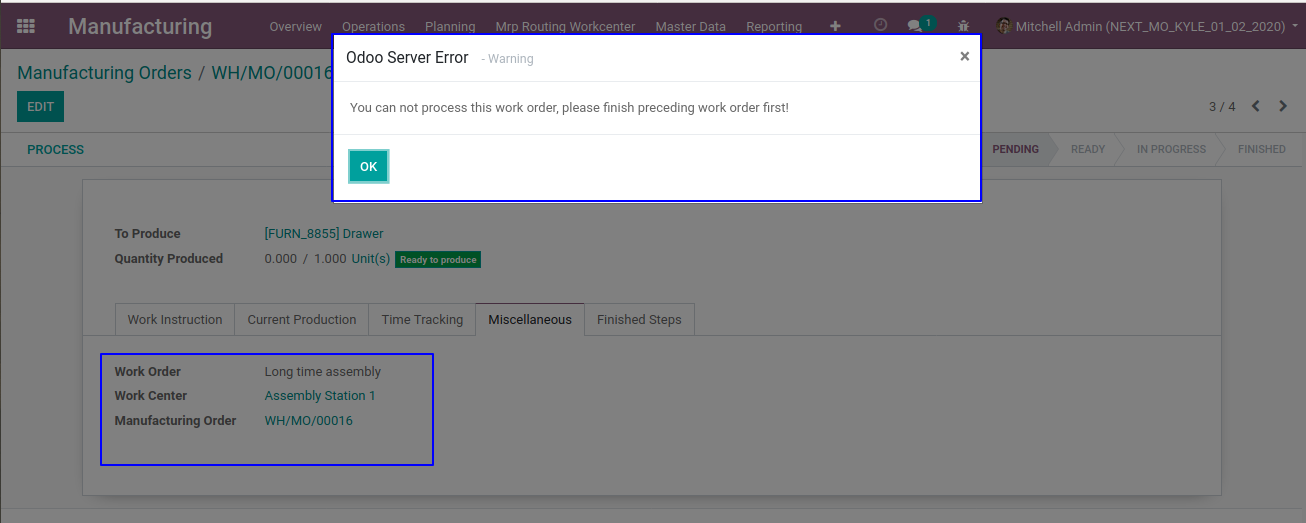 Manufacturing Overview Operations Planning Mrp Routing Workcenter Master Data Reporting 1 Mitchell Admin (NEXT_MO_KYLE_01_02_2020)
Odoo Server Error - Warning ×
Manufacturing Orders / WH/MO/00016
EDIT
You can not process this work order, please finish preceding work order first!
3 / 4
PROCESS
OK
PENDING READY IN PROGRESS FINISHED
To Produce [FURN_8855] Drawer
Quantity Produced 0.000 / 1.000 Unit(s) Ready to produce
Work Instruction Current Production Time Tracking Miscellaneous Finished Steps
Work Order Long time assembly
Work Center Assembly Station 1
Manufacturing Order WH/MO/00016